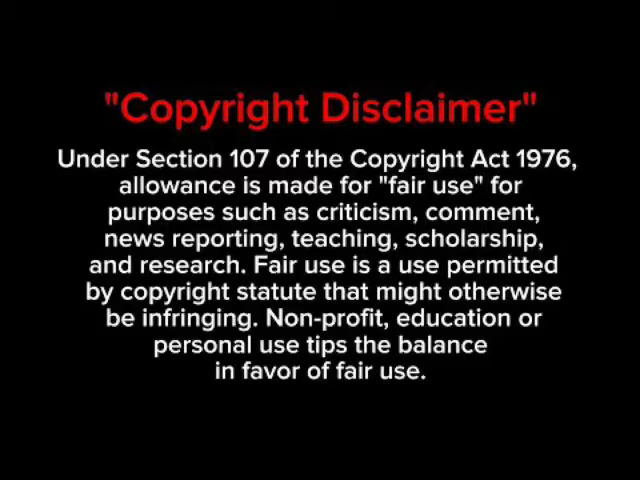 "Copyright Disclaimer"
Under Section 107 of the Copyright Act 1976,
allowance is made for "fair use" for
purposes such as criticism, comment,
news reporting, teaching, scholarship,
and research. Fair use is a use permitted
by copyright statute that might otherwise
be infringing. Non-profit, education or
personal use tips the balance
in favor of fair use.